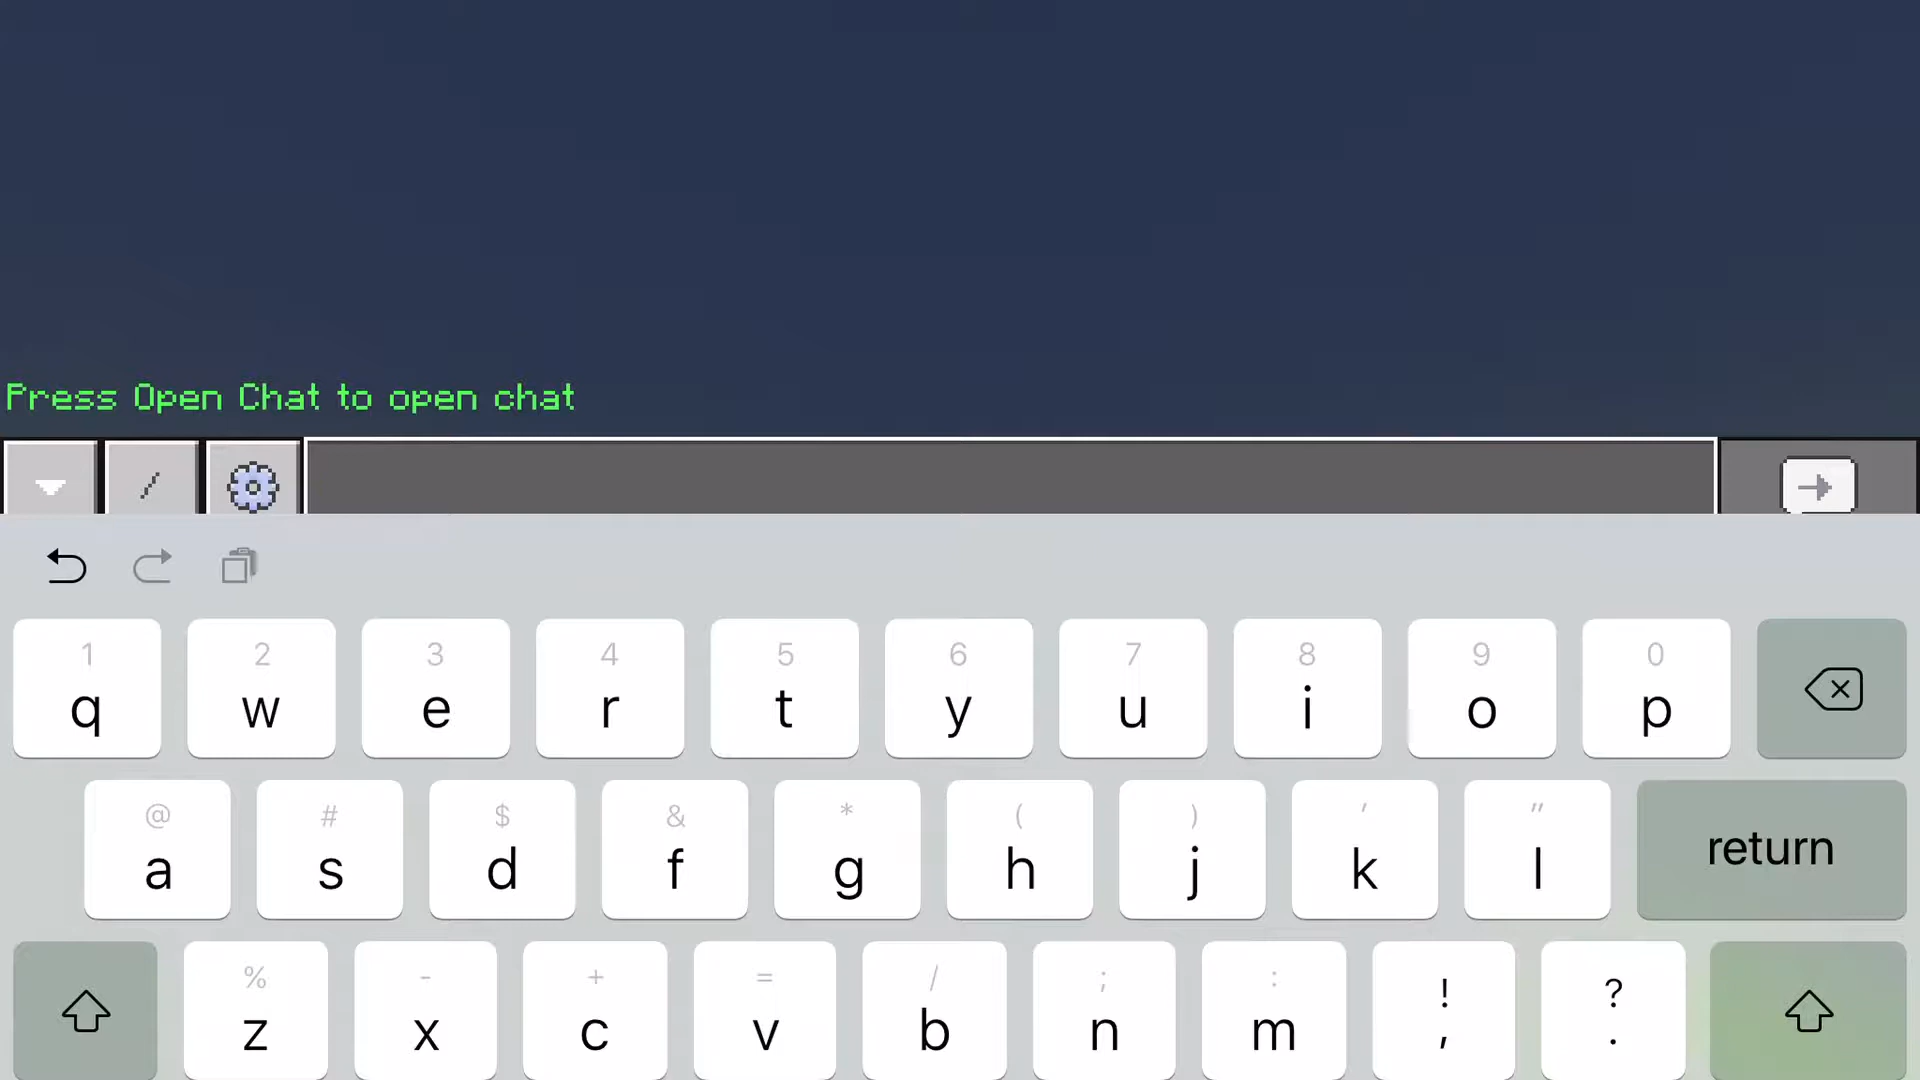 Press Open Chat to open chat
/
1 2 3 4 5 6 7 8 9 0
q w e r t y u i o p
@ # $ & * ( ) ' "
a s d f g h j k l return
% - + = / ; : ! ?
z x c v b n m , .